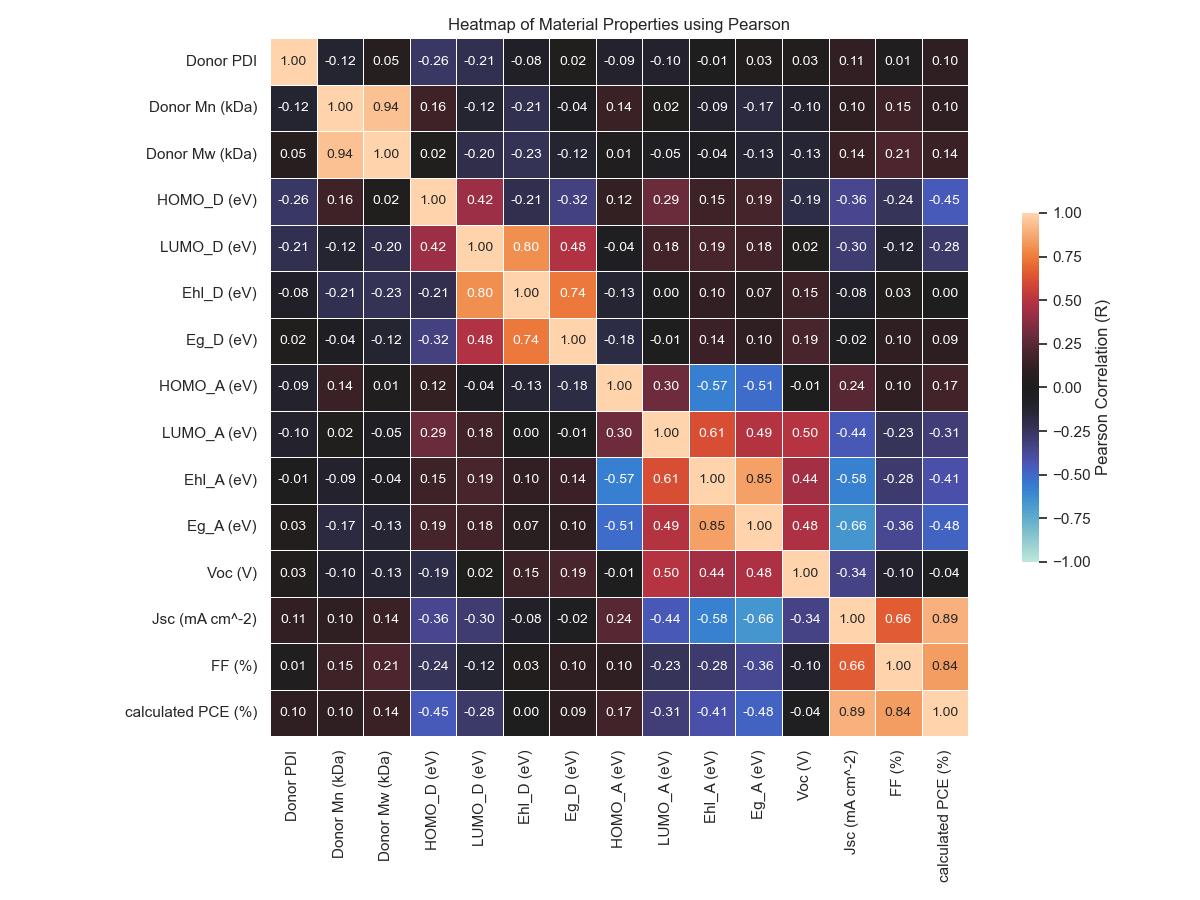 Heatmap of Material Properties using Pearson
Donor PDI 1.00 -0.12 0.05 -0.26 -0.21 -0.08 0.02 -0.09 -0.10 -0.01 0.03 0.03 0.11 0.01 0.10
Donor Mn (kDa) -0.12 1.00 0.94 0.16 -0.12 -0.21 -0.04 0.14 0.02 -0.09 -0.17 -0.10 0.10 0.15 0.10
Donor Mw (kDa) 0.05 0.94 1.00 0.02 -0.20 -0.23 -0.12 0.01 -0.05 -0.04 -0.13 -0.13 0.14 0.21 0.14
HOMO_D (eV) -0.26 0.16 0.02 1.00 0.42 -0.21 -0.32 0.12 0.29 0.15 0.19 -0.19 -0.36 -0.24 -0.45
LUMO_D (eV) -0.21 -0.12 -0.20 0.42 1.00 0.80 0.48 -0.04 0.18 0.19 0.18 0.02 -0.30 -0.12 -0.28
Ehl_D (eV) -0.08 -0.21 -0.23 -0.21 0.80 1.00 0.74 -0.13 0.00 0.10 0.07 0.15 -0.08 0.03 0.00
Eg_D (eV) 0.02 -0.04 -0.12 -0.32 0.48 0.74 1.00 -0.18 -0.01 0.14 0.10 0.19 -0.02 0.10 0.09
HOMO_A (eV) -0.09 0.14 0.01 0.12 -0.04 -0.13 -0.18 1.00 0.30 -0.57 -0.51 -0.01 0.24 0.10 0.17
LUMO_A (eV) -0.10 0.02 -0.05 0.29 0.18 0.00 -0.01 0.30 1.00 0.61 0.49 0.50 -0.44 -0.23 -0.31
Ehl_A (eV) -0.01 -0.09 -0.04 0.15 0.19 0.10 0.14 -0.57 0.61 1.00 0.85 0.44 -0.58 -0.28 -0.41
Eg_A (eV) 0.03 -0.17 -0.13 0.19 0.18 0.07 0.10 -0.51 0.49 0.85 1.00 0.48 -0.66 -0.36 -0.48
Voc (V) 0.03 -0.10 -0.13 -0.19 0.02 0.15 0.19 -0.01 0.50 0.44 0.48 1.00 -0.34 -0.10 -0.04
Jsc (mA cm^-2) 0.11 0.10 0.14 -0.36 -0.30 -0.08 -0.02 0.24 -0.44 -0.58 -0.66 -0.34 1.00 0.66 0.89
FF (%) 0.01 0.15 0.21 -0.24 -0.12 0.03 0.10 0.10 -0.23 -0.28 -0.36 -0.10 0.66 1.00 0.84
calculated PCE (%) 0.10 0.10 0.14 -0.45 -0.28 0.00 0.09 0.17 -0.31 -0.41 -0.48 -0.04 0.89 0.84 1.00
Donor PDI
Donor Mn (kDa)
Donor Mw (kDa)
HOMO_D (eV)
LUMO_D (eV)
Ehl_D (eV)
Eg_D (eV)
HOMO_A (eV)
LUMO_A (eV)
Ehl_A (eV)
Eg_A (eV)
Voc (V)
Jsc (mA cm^-2)
FF (%)
calculated PCE (%)
1.00
0.75
0.50
0.25
0.00
−0.25
−0.50
−0.75
−1.00
Pearson Correlation (R)